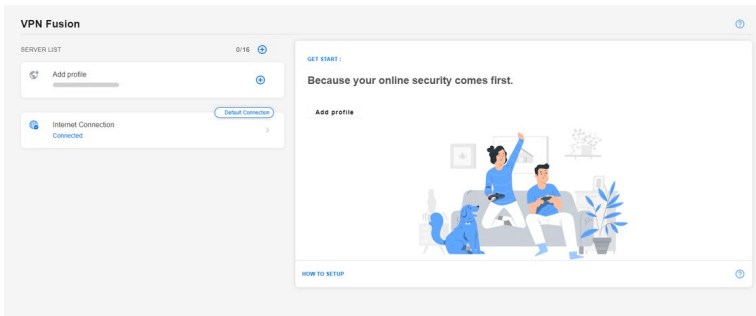 VPN Fusion
SERVER LIST 0/16
Add profile
Default Connection
Internet Connection
Connected
GET START :
Because your online security comes first.
Add profile
HOW TO SETUP